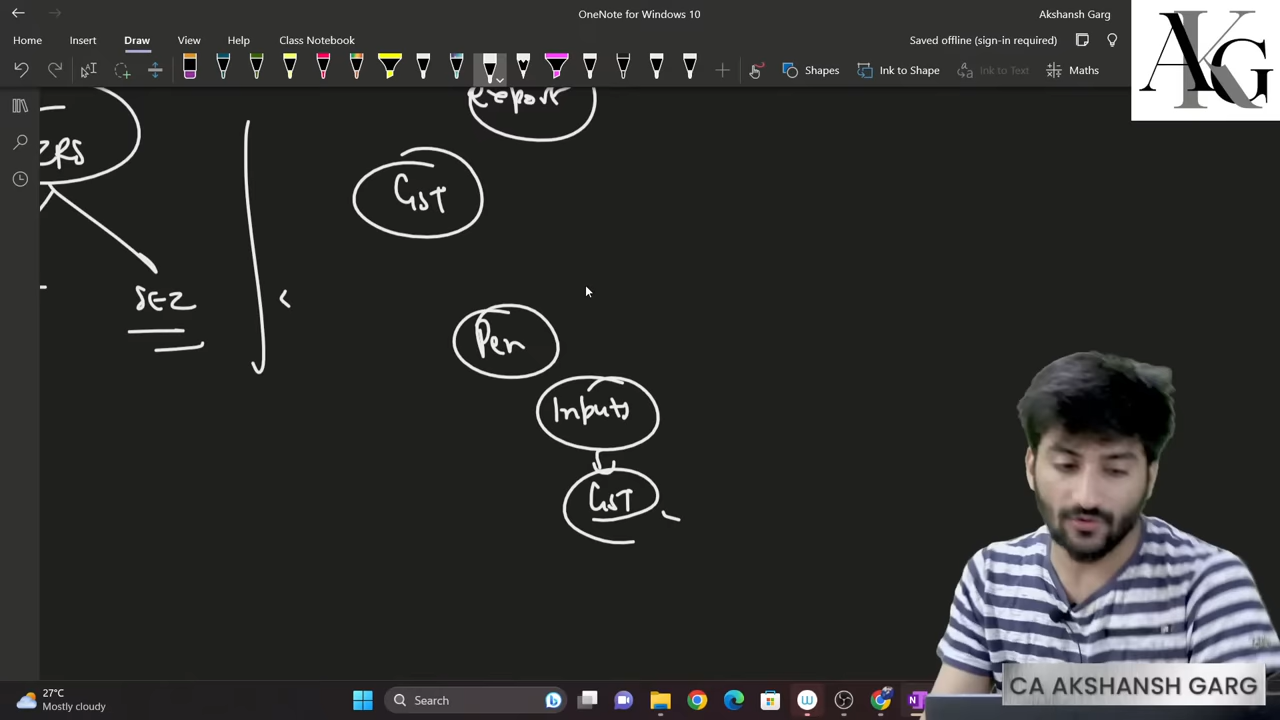 OneNote for Windows 10
Akshansh Garg
Home Insert Draw View Help Class Notebook
Saved offline (sign-in required)
Shapes
Ink to Shape
Ink to Text
Maths
AKG
Report
GST
SEZ
Pen
Inputs
GST
CA AKSHANSH GARG
27°C
Mostly cloudy
Search